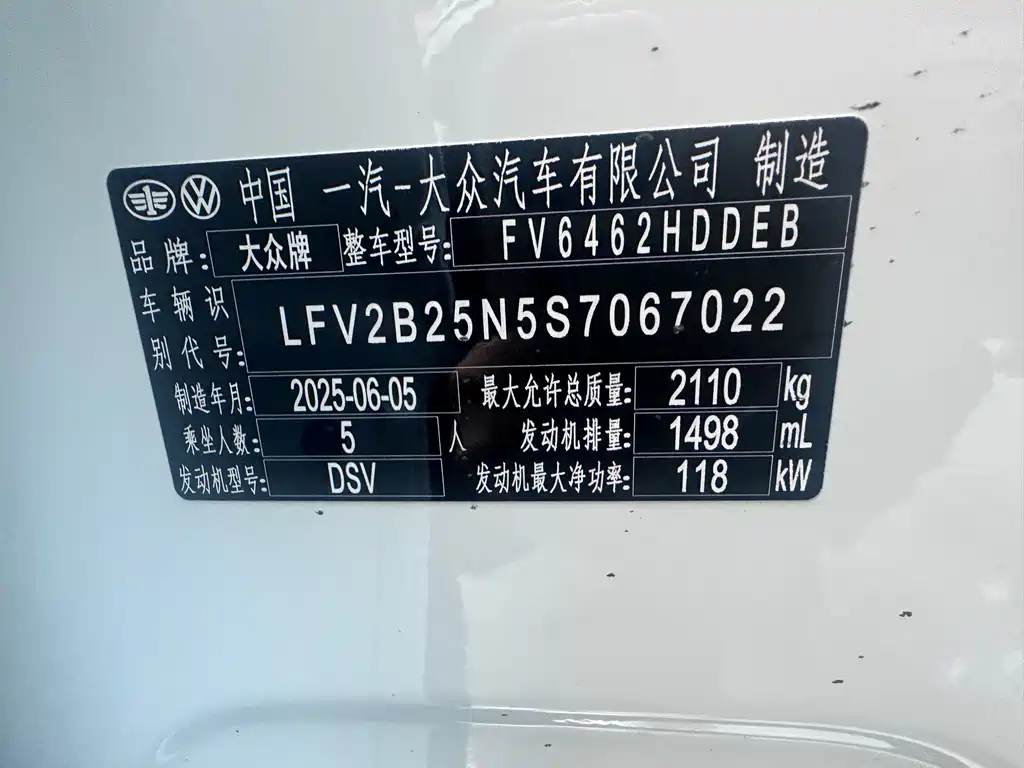 中国 一汽-大众汽车有限公司 制造
品牌: 大众牌 整车型号: FV6462HDDEB
车辆识别代号: LFV2B25N5S7067022
制造年月: 2025-06-05 最大允许总质量: 2110 kg
乘坐人数: 5 人 发动机排量: 1498 mL
发动机型号: DSV 发动机最大净功率: 118 kW